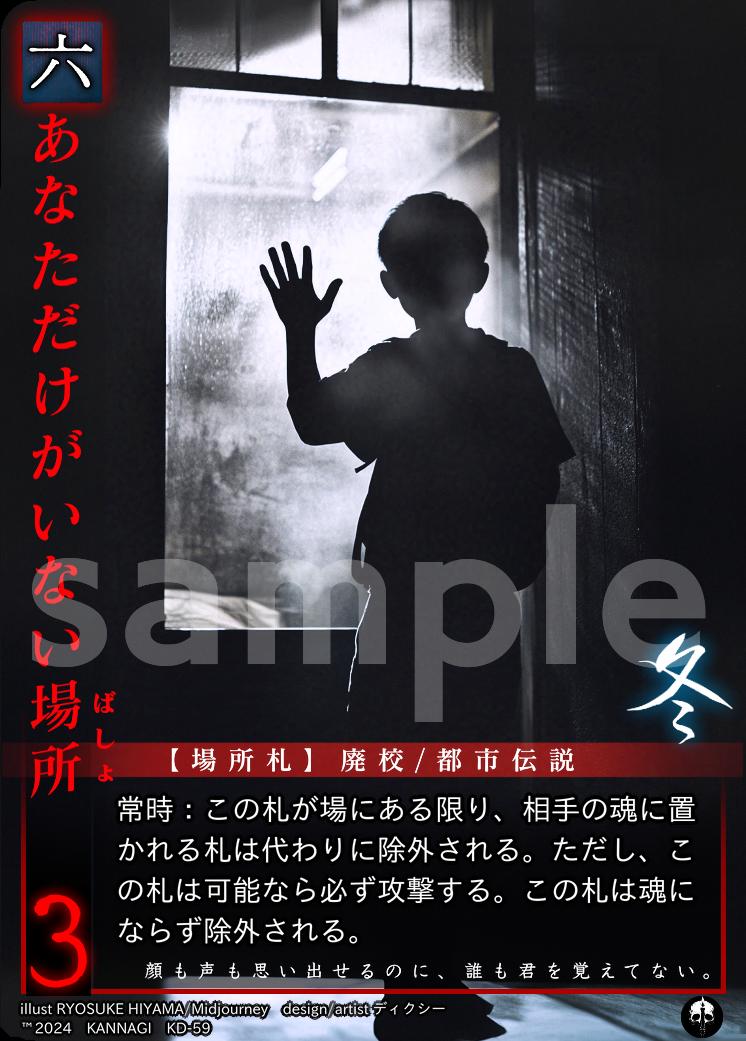 六
あなただけがいない場所
ばしょ
sample
冬
【場所札】廃校/都市伝説
常時：この札が場にある限り、相手の魂に置
かれる札は代わりに除外される。ただし、こ
の札は可能なら必ず攻撃する。この札は魂に
ならず除外される。
顔も声も思い出せるのに、誰も君を覚えてない。
3
illust RYOSUKE HIYAMA/Midjourney design/artist ディクシー
™2024 KANNAGI KD-59